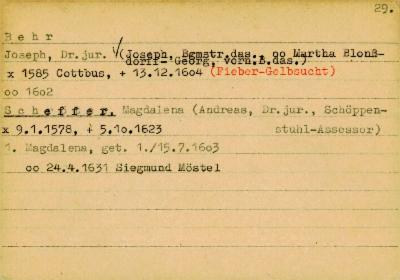 29.
Behr
Joseph, Dr.jur. (Joseph, Bgmstr.das., oo Martha Blonß-
dorff-, Georg, vorn.B.das.)
x 1585 Cottbus, + 13.12.1604 (Fieber-Gelbsucht)
oo 1602
Scheffer, Magdalena (Andreas, Dr.jur., Schöppen-
stuhl-Assessor)
x 9.1.1578, + 5.10.1623
1. Magdalena, get. 1./15.7.1603
oo 24.4.1631 Siegmund Möstel